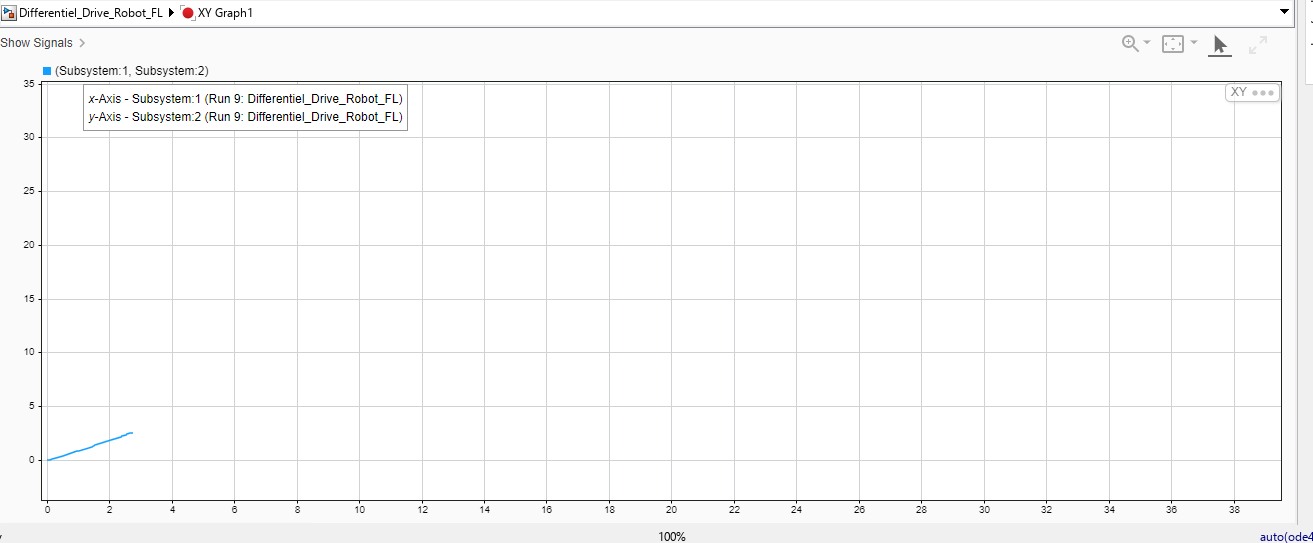 Differentiel_Drive_Robot_FL XY Graph1
Show Signals
(Subsystem:1, Subsystem:2)
x-Axis - Subsystem:1 (Run 9: Differentiel_Drive_Robot_FL)
y-Axis - Subsystem:2 (Run 9: Differentiel_Drive_Robot_FL)
XY
35
30
25
20
15
10
5
0
0 2 4 6 8 10 12 14 16 18 20 22 24 26 28 30 32 34 36 38
100%
auto(ode4